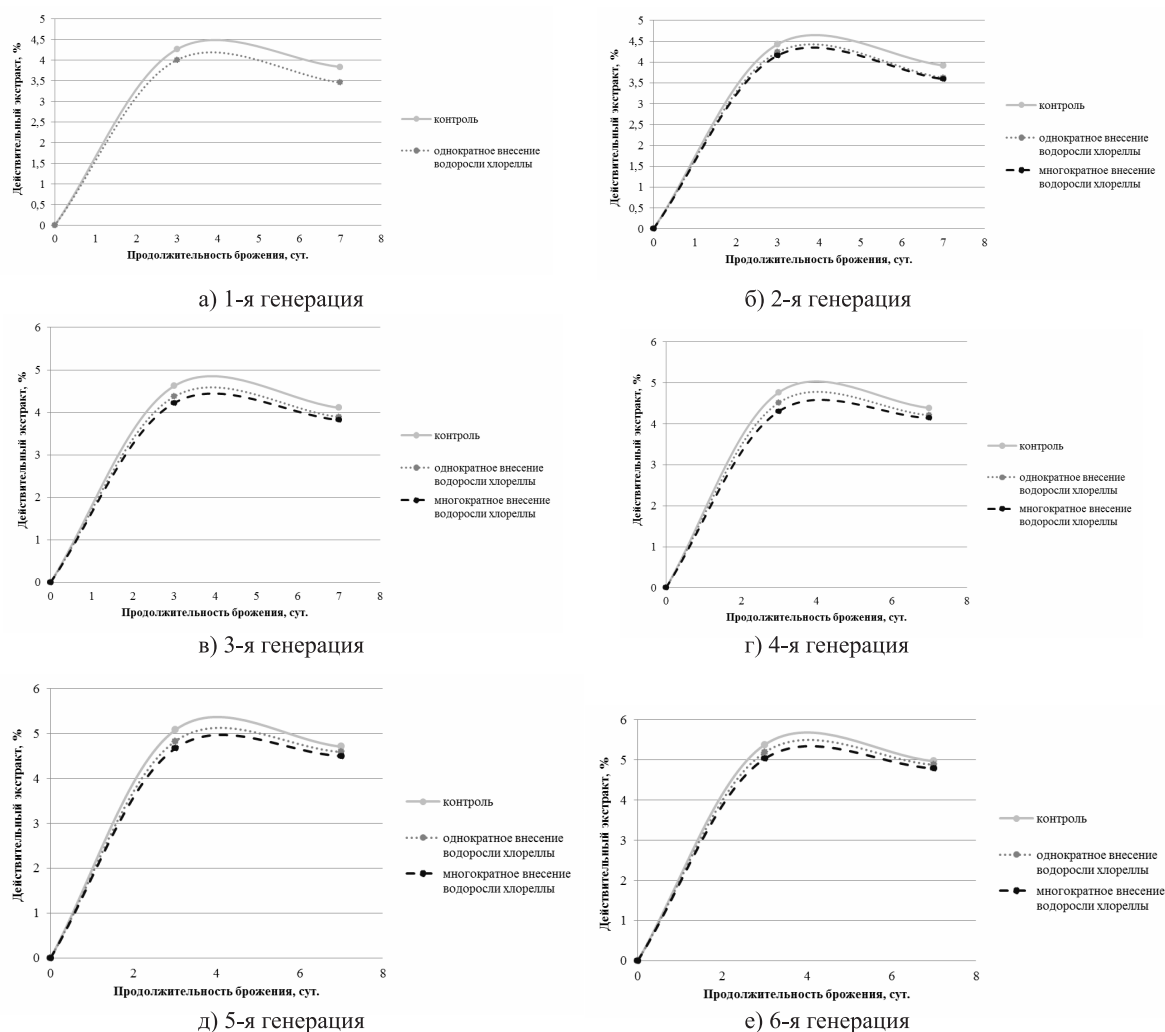 5
4,5
4
3,5
3
2,5
2
1,5
1
0,5
0
0 1 2 3 4 5 6 7 8
Действительный экстракт, %
Продолжительность брожения, сут.
контроль
однократное внесение
водоросли хлореллы
а) 1-я генерация
5
4,5
4
3,5
3
2,5
2
1,5
1
0,5
0
0 1 2 3 4 5 6 7 8
Действительный экстракт, %
Продолжительность брожения, сут.
контроль
однократное внесение
водоросли хлореллы
многократное внесение
водоросли хлореллы
б) 2-я генерация
6
5
4
3
2
1
0
0 1 2 3 4 5 6 7 8
Действительный экстракт, %
Продолжительность брожения, сут.
контроль
однократное внесение
водоросли хлореллы
многократное внесение
водоросли хлореллы
в) 3-я генерация
6
5
4
3
2
1
0
0 2 4 6 8
Действительный экстракт, %
Продолжительность брожения, сут.
контроль
однократное внесение
водоросли хлореллы
многократное внесение
водоросли хлореллы
г) 4-я генерация
6
5
4
3
2
1
0
0 2 4 6 8
Действительный экстракт, %
Продолжительность брожения, сут.
контроль
однократное внесение
водоросли хлореллы
многократное внесение
водоросли хлореллы
д) 5-я генерация
6
5
4
3
2
1
0
0 2 4 6 8
Действительный экстракт, %
Продолжительность брожения, сут.
контроль
однократное внесение
водоросли хлореллы
многократное внесение
водоросли хлореллы
е) 6-я генерация